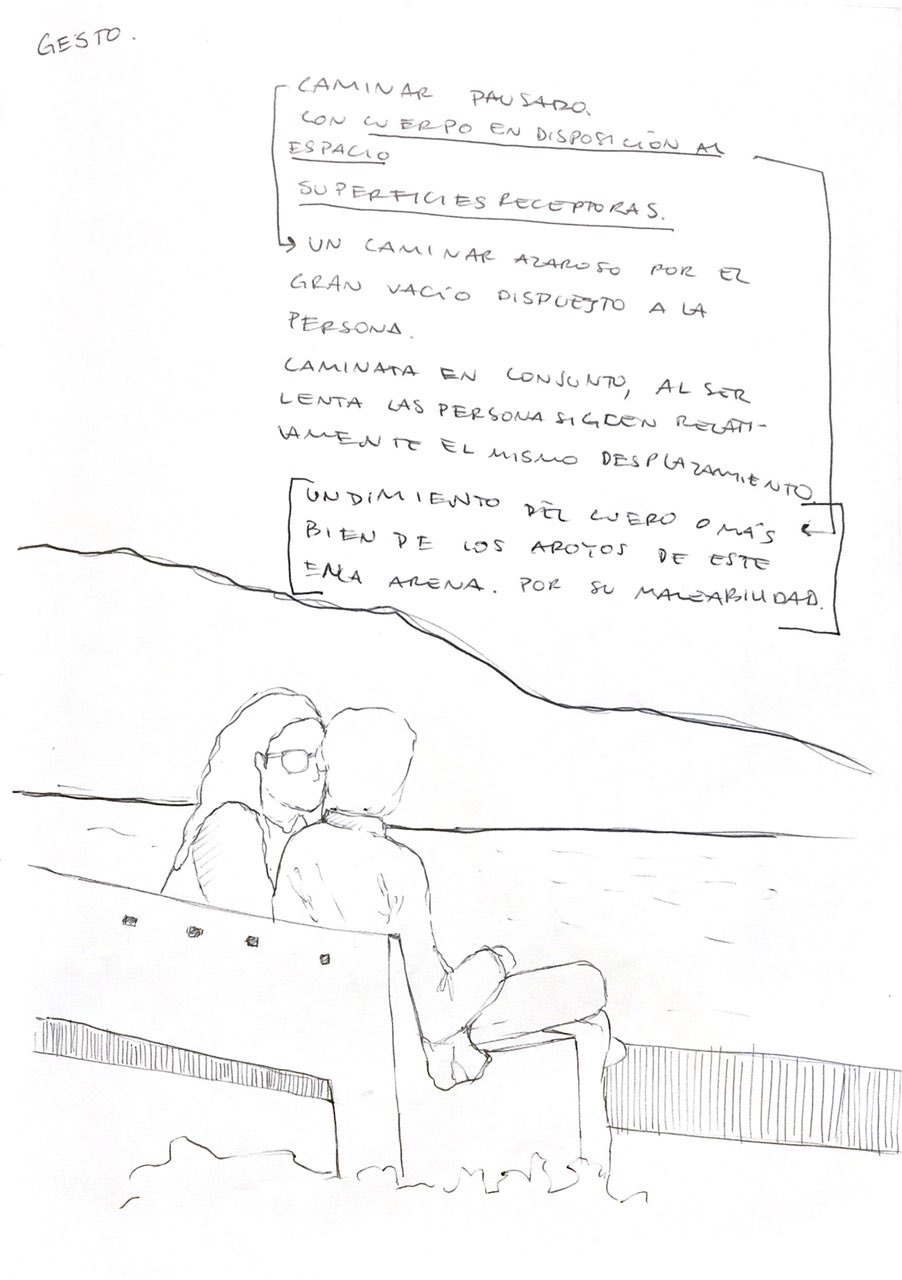 GESTO.
CAMINAR PAUSADO.
CON CUERPO EN DISPOSICIÓN AL
ESPACIO
SUPERFICIES RECEPTORAS.
UN CAMINAR AZAROSO POR EL
GRAN VACÍO DISPUESTO A LA
PERSONA.
CAMINATA EN CONJUNTO, AL SER
LENTA LAS PERSONA SIGUEN RELATI-
VAMENTE EL MISMO DESPLAZAMIENTO.
UNDIMIENTO DEL CUERO O MÁS
BIEN DE LOS APOYOS DE ESTE
EN LA ARENA. POR SU MALEABILIDAD.